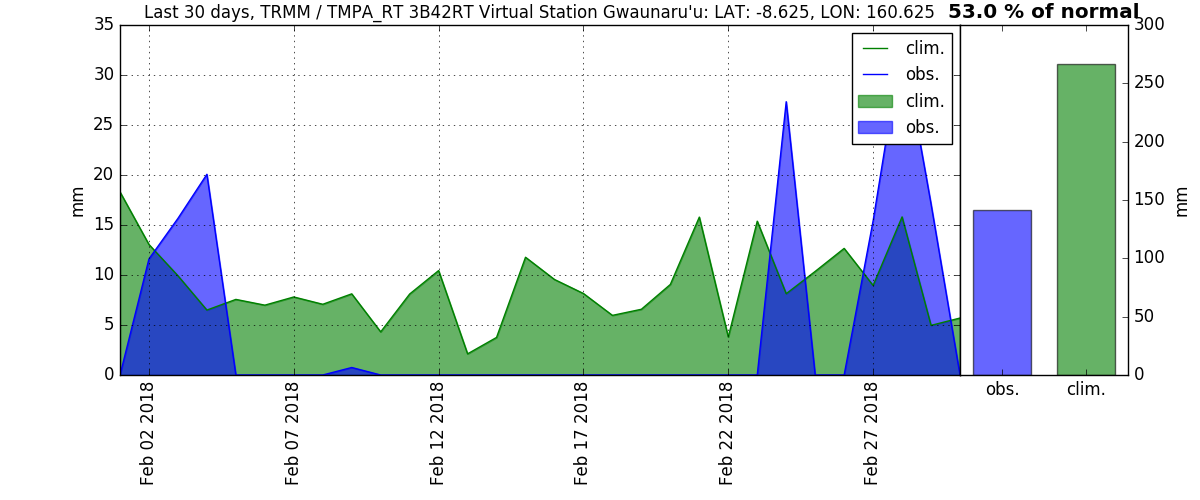 Last 30 days, TRMM / TMPA_RT 3B42RT Virtual Station Gwaunaru'u: LAT: -8.625, LON: 160.625
53.0 % of normal
35
30
25
20
15
10
5
0
mm
clim.
obs.
clim.
obs.
Feb 02 2018
Feb 07 2018
Feb 12 2018
Feb 17 2018
Feb 22 2018
Feb 27 2018
300
250
200
150
100
50
0
mm
obs.
clim.